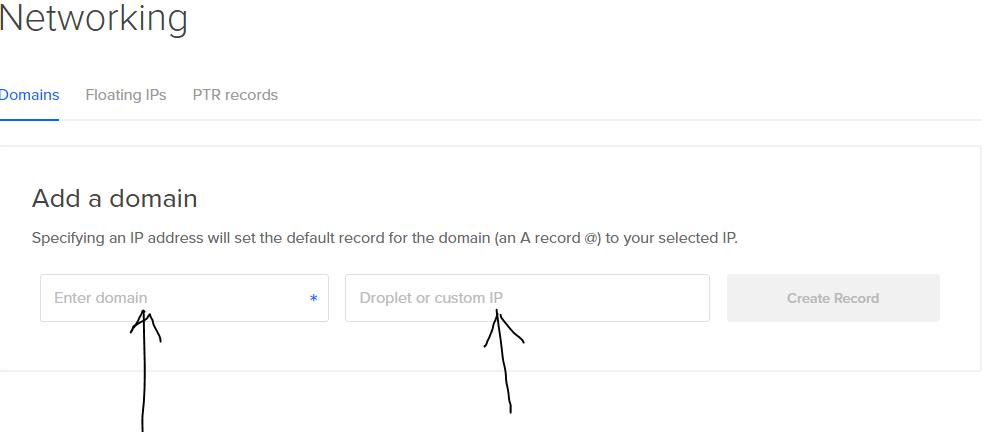 Networking
Domains Floating IPs PTR records
Add a domain
Specifying an IP address will set the default record for the domain (an A record @) to your selected IP.
Enter domain * Droplet or custom IP Create Record